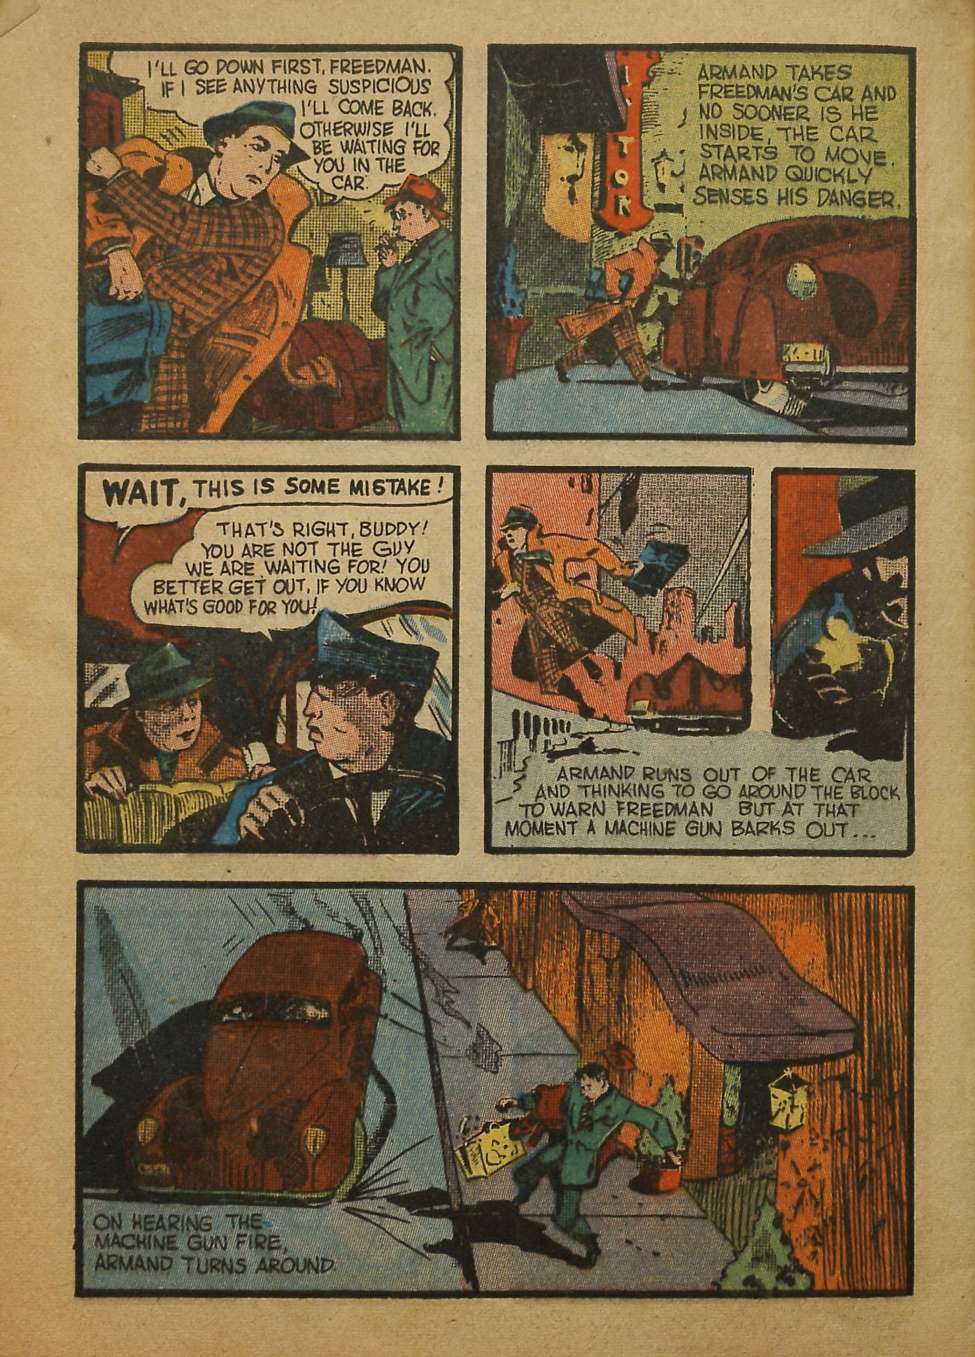 I'LL GO DOWN FIRST, FREEDMAN.
IF I SEE ANYTHING SUSPICIOUS
I'LL COME BACK.
OTHERWISE I'LL
BE WAITING FOR
YOU IN THE
CAR.
ARMAND TAKES
FREEDMAN'S CAR AND
NO SOONER IS HE
INSIDE, THE CAR
STARTS TO MOVE.
ARMAND QUICKLY
SENSES HIS DANGER.
WAIT, THIS IS SOME MISTAKE!
THAT'S RIGHT, BUDDY!
YOU ARE NOT THE GUY
WE ARE WAITING FOR! YOU
BETTER GET OUT, IF YOU KNOW
WHAT'S GOOD FOR YOU!
ARMAND RUNS OUT OF THE CAR
AND THINKING TO GO AROUND THE BLOCK
TO WARN FREEDMAN BUT AT THAT
MOMENT A MACHINE GUN BARKS OUT...
ON HEARING THE
MACHINE GUN FIRE,
ARMAND TURNS AROUND.